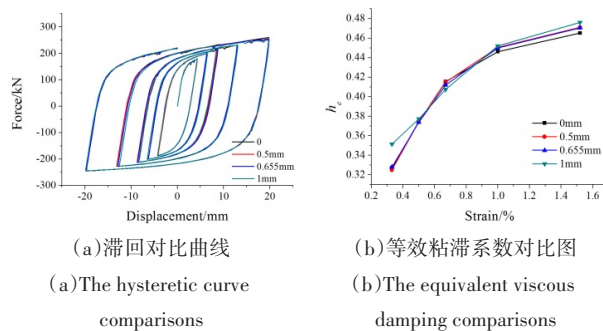 300
200
100
0
-100
-200
-300
Force/kN
-20 -10 0 10 20
Displacement/mm
0
0.5mm
0.655mm
1mm
0.48
0.46
0.44
0.42
0.40
0.38
0.36
0.34
0.32
he
0.4 0.6 0.8 1.0 1.2 1.4 1.6
Strain/%
0mm
0.5mm
0.655mm
1mm
(a)滞回对比曲线
(a)The hysteretic curve
comparisons
(b)等效粘滞系数对比图
(b)The equivalent viscous
damping comparisons